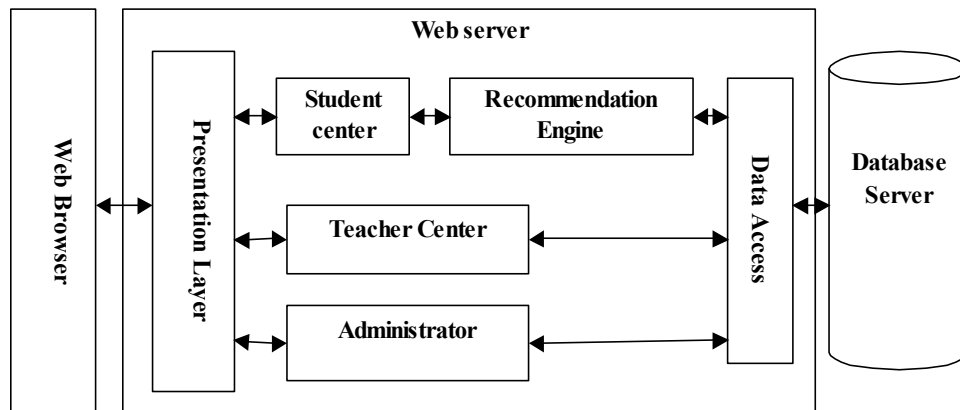 Web Browser
Web server
Presentation Layer
Student
center
Recommendation
Engine
Teacher Center
Administrator
Data Access
Database
Server